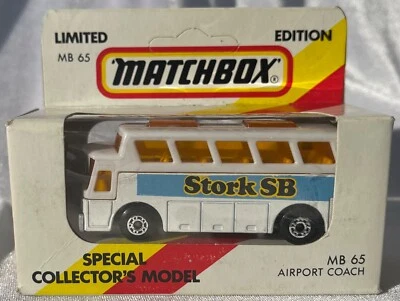 LIMITED EDITION
MB 65
MATCHBOX®
Stork SB
SPECIAL
COLLECTOR'S MODEL
MB 65
AIRPORT COACH